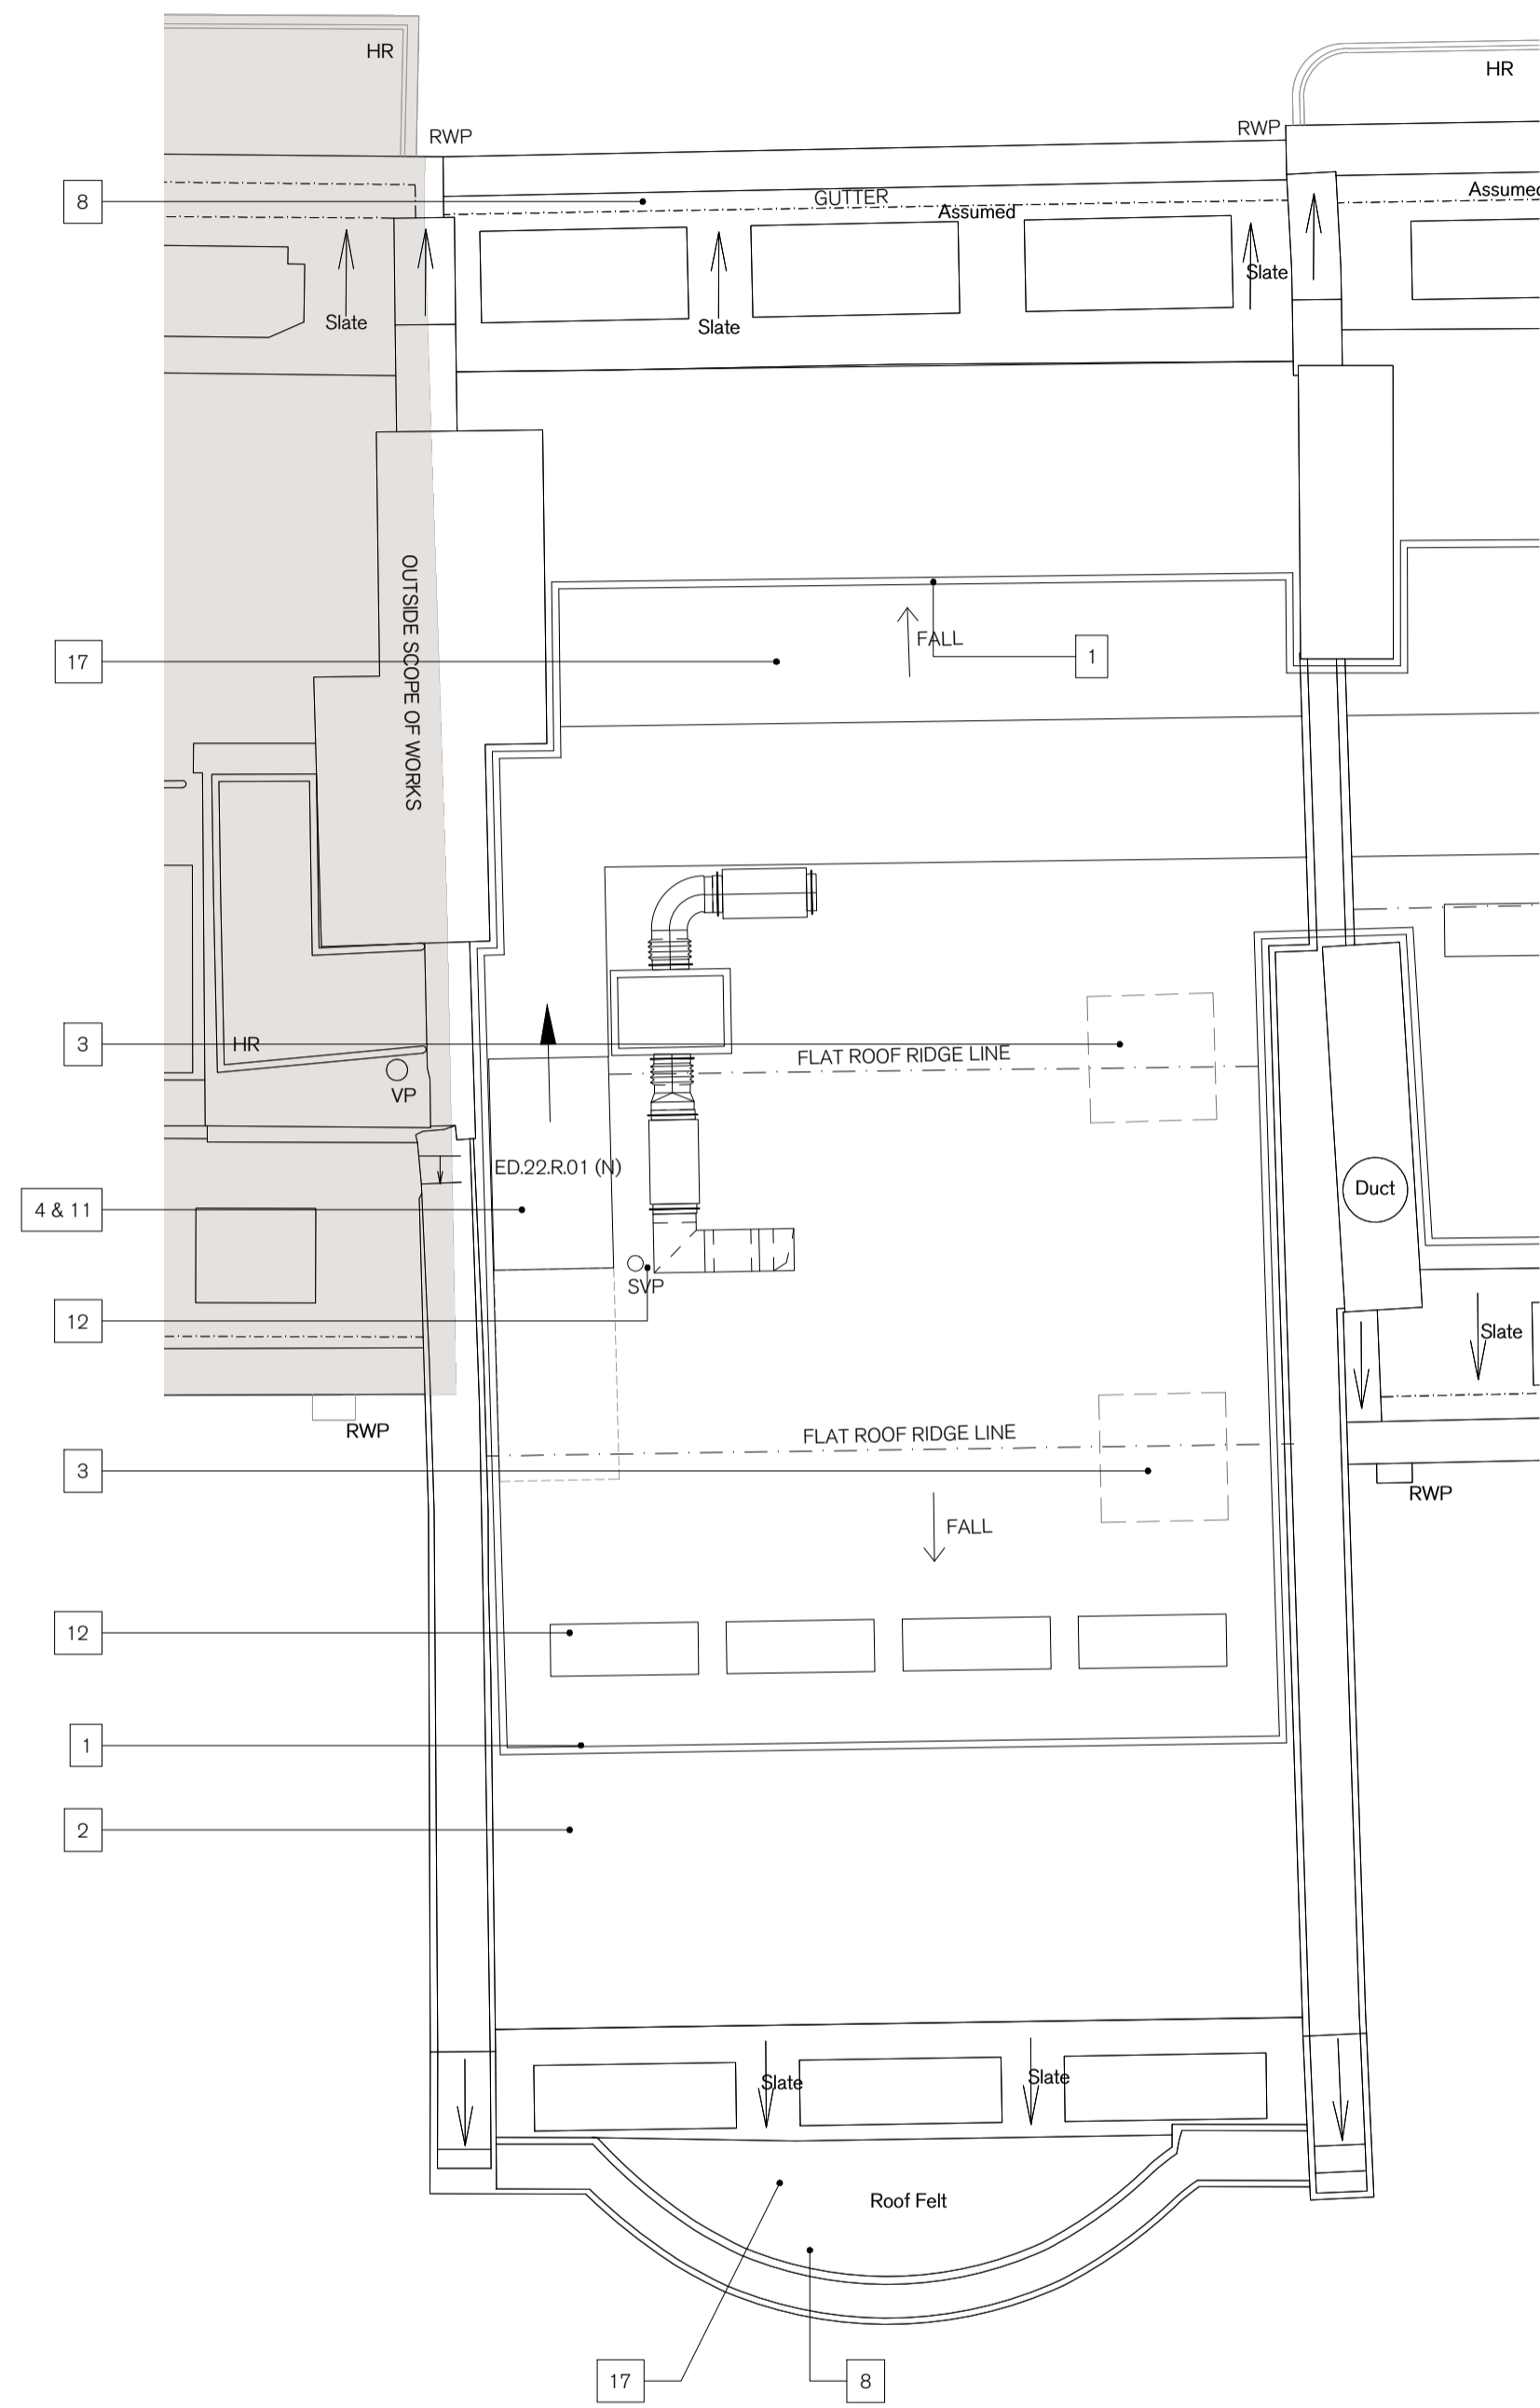 HR
HR
RWP
RWP
8
GUTTER
Assumed
Slate
Slate
Slate
OUTSIDE SCOPE OF WORKS
17
FALL
1
3
HR
FLAT ROOF RIDGE LINE
VP
ED.22.R.01 (N)
Duct
4 & 11
SVP
12
Slate
RWP
FLAT ROOF RIDGE LINE
3
RWP
FALL
12
1
2
Slate
Slate
Roof Felt
17
8